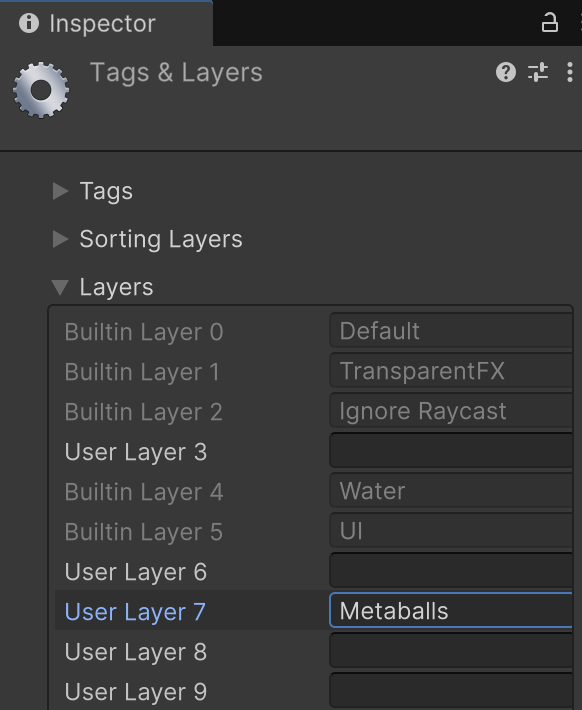 Inspector
Tags & Layers
Tags
Sorting Layers
Layers
Builtin Layer 0 Default
Builtin Layer 1 TransparentFX
Builtin Layer 2 Ignore Raycast
User Layer 3
Builtin Layer 4 Water
Builtin Layer 5 UI
User Layer 6
User Layer 7 Metaballs
User Layer 8
User Layer 9